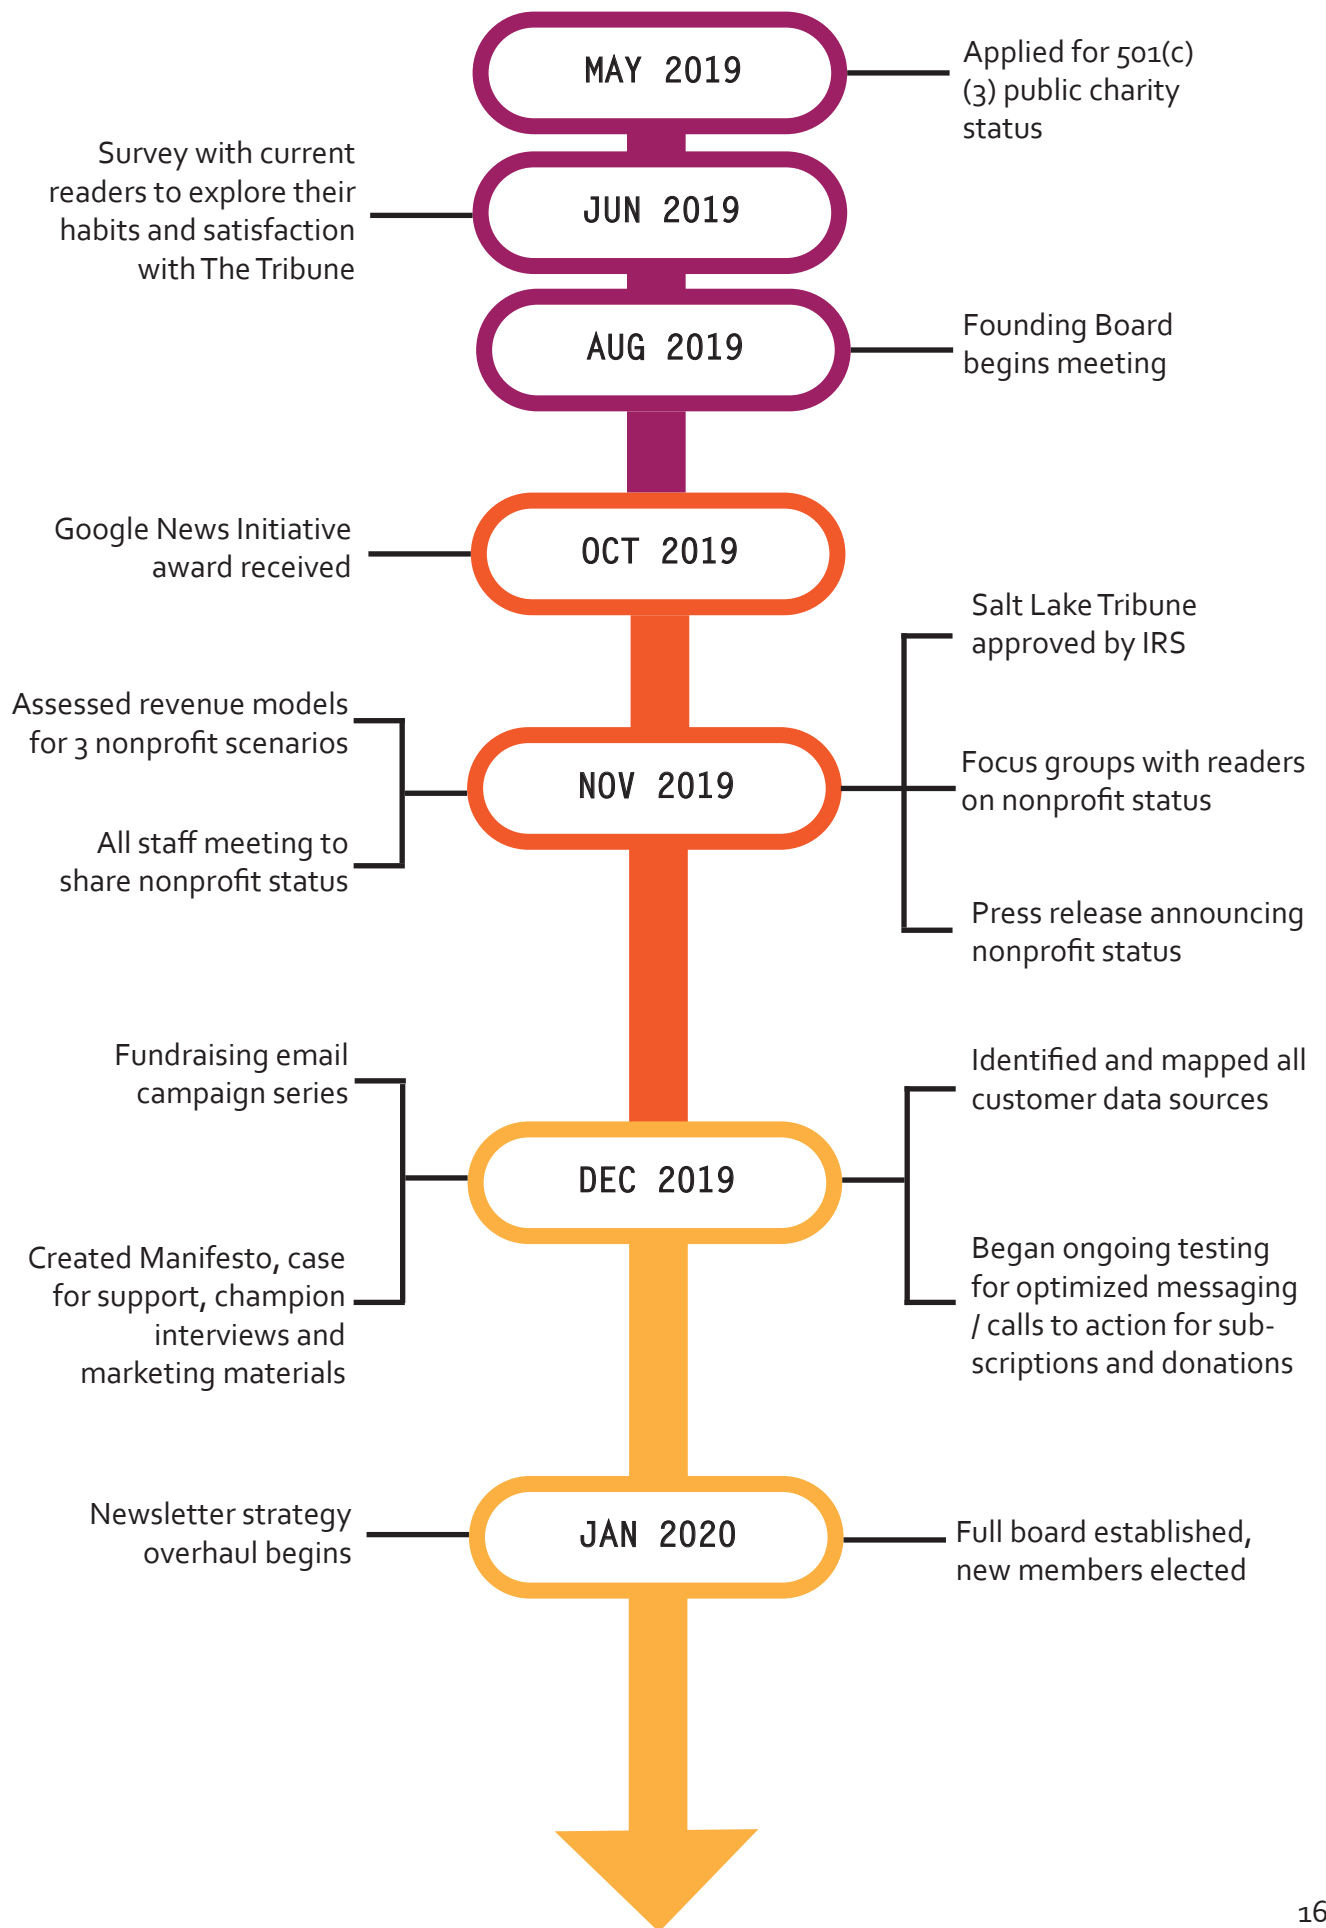 MAY 2019
Applied for 501(c)
(3) public charity
status
Survey with current
readers to explore their
habits and satisfaction
with The Tribune
JUN 2019
AUG 2019
Founding Board
begins meeting
Google News Initiative
award received
OCT 2019
Assessed revenue models
for 3 nonprofit scenarios
All staff meeting to
share nonprofit status
NOV 2019
Salt Lake Tribune
approved by IRS
Focus groups with readers
on nonprofit status
Press release announcing
nonprofit status
Fundraising email
campaign series
Created Manifesto, case
for support, champion
interviews and
marketing materials
DEC 2019
Identified and mapped all
customer data sources
Began ongoing testing
for optimized messaging
/ calls to action for sub-
scriptions and donations
Newsletter strategy
overhaul begins
JAN 2020
Full board established,
new members elected
16